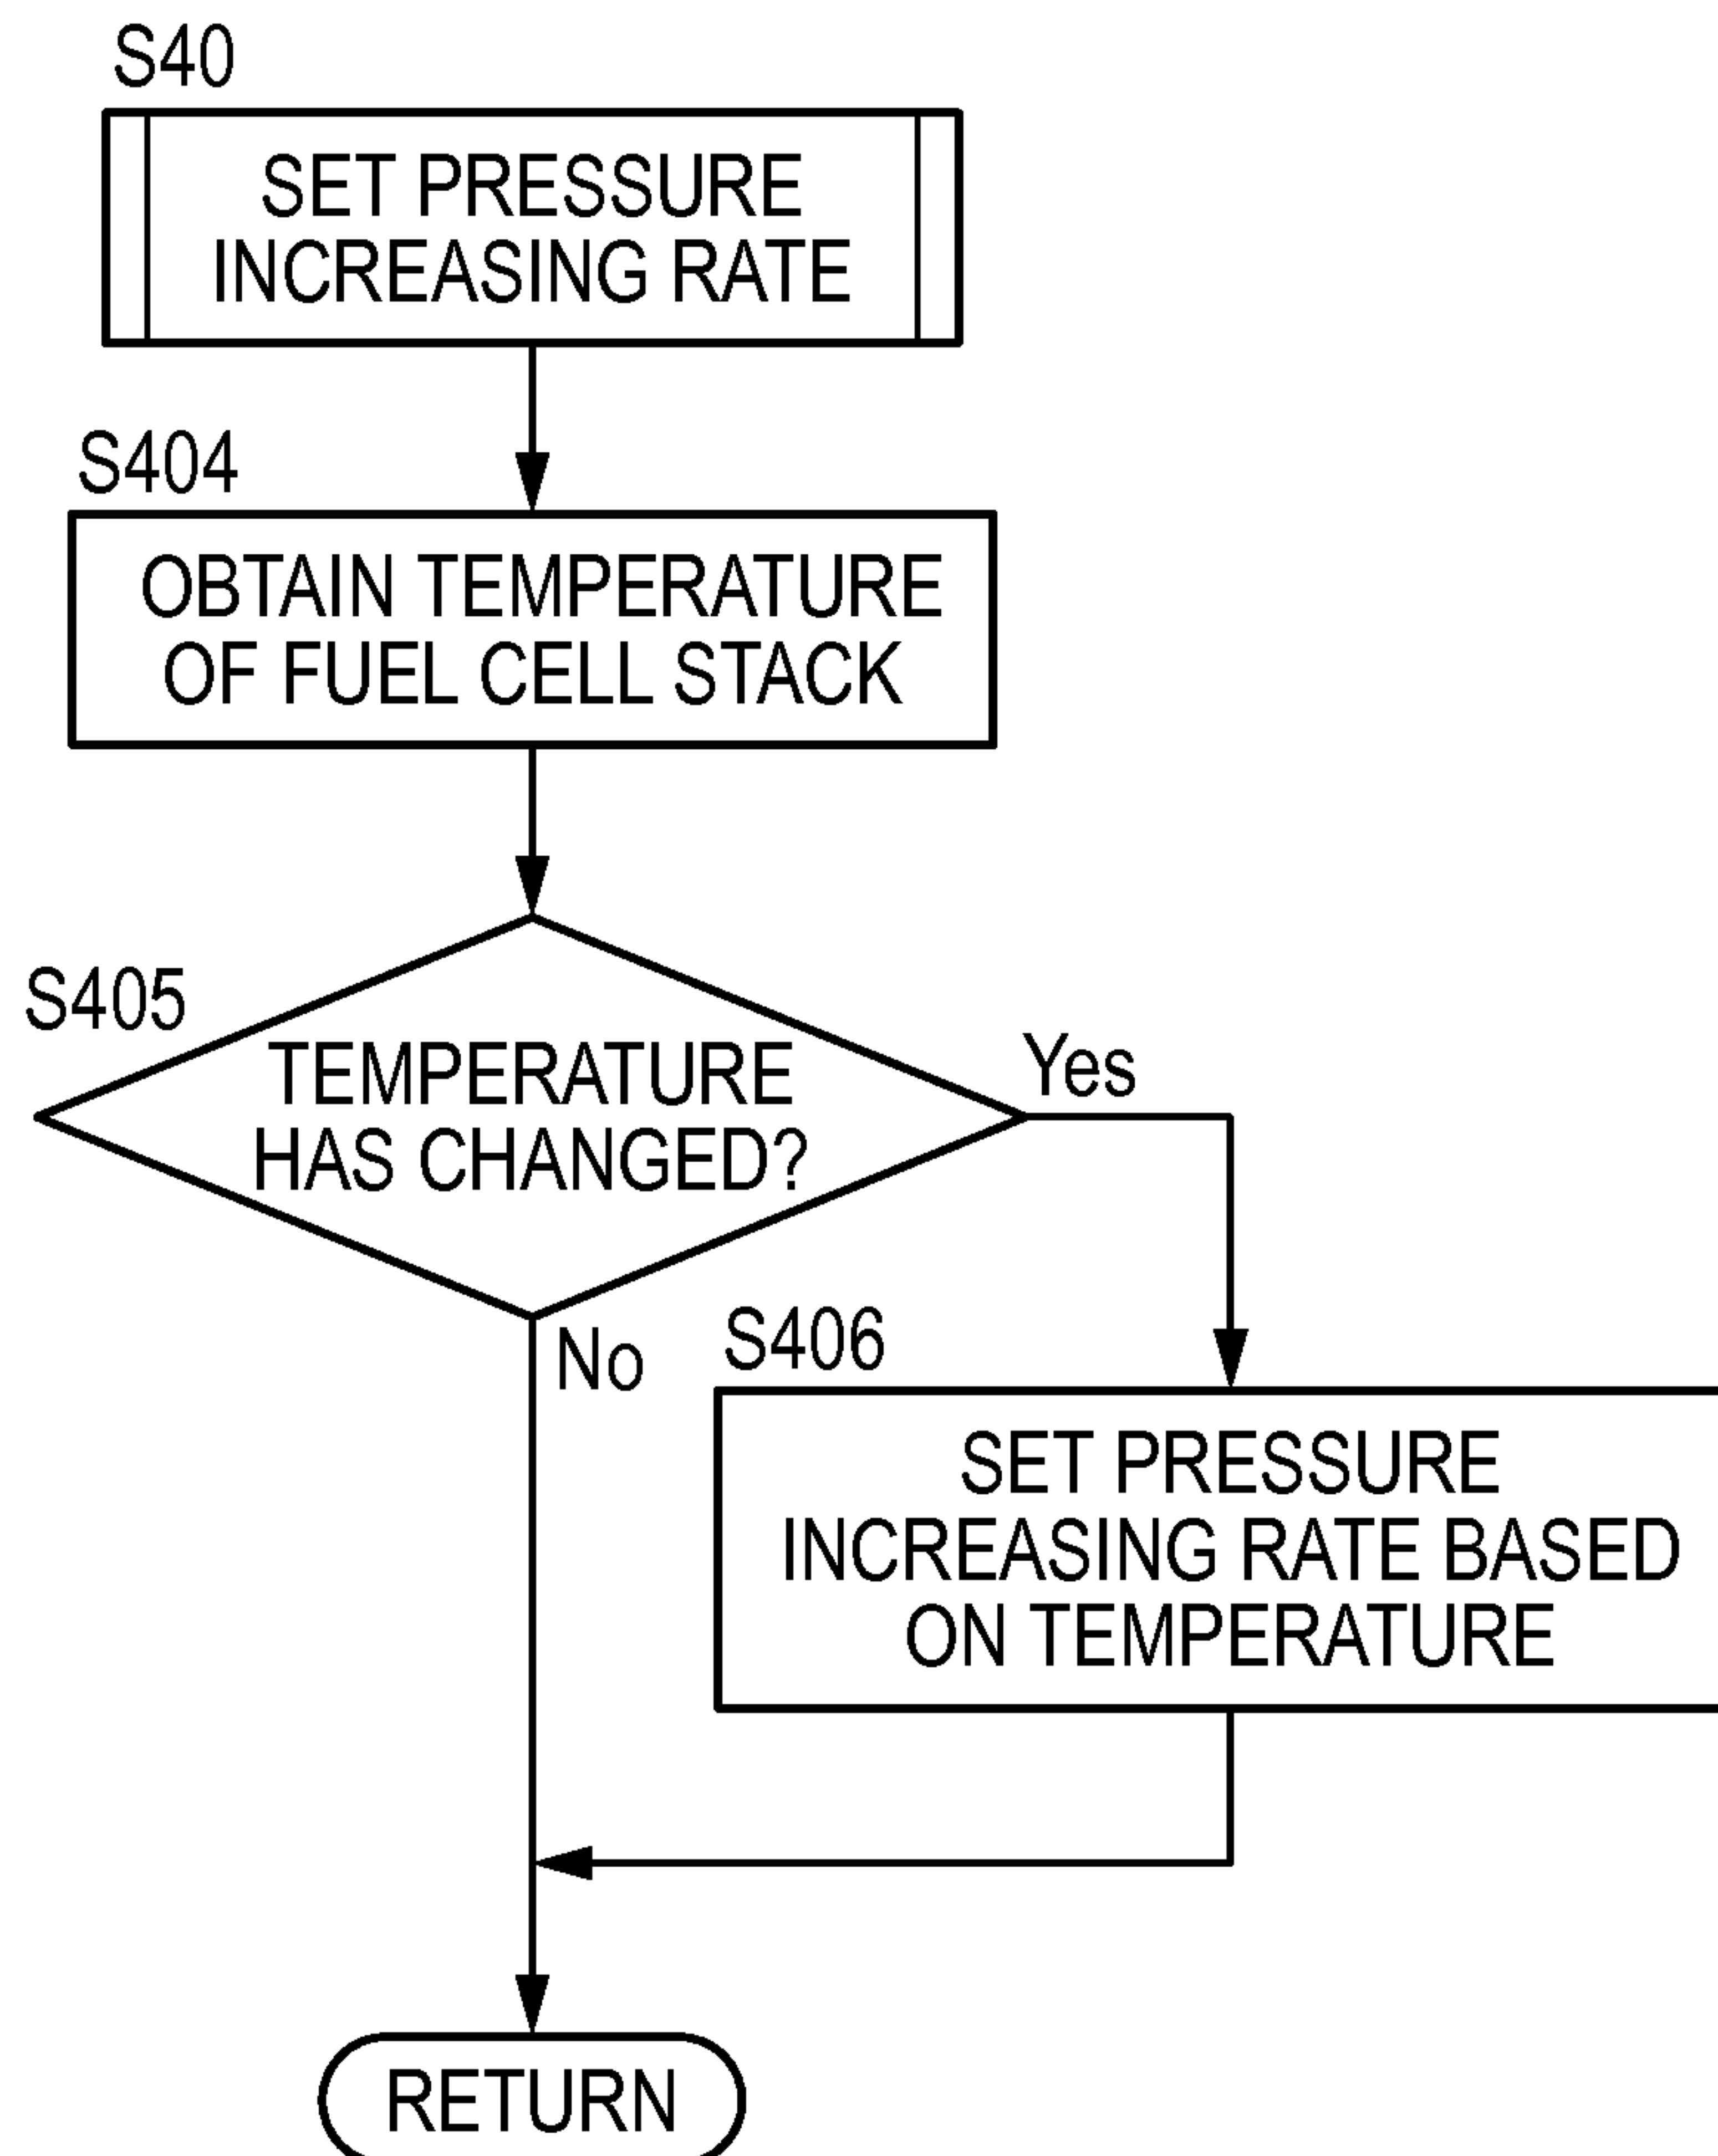 S40
SET PRESSURE
INCREASING RATE
S404
OBTAIN TEMPERATURE
OF FUEL CELL STACK
S405
TEMPERATURE
HAS CHANGED?
Yes
No
S406
SET PRESSURE
INCREASING RATE BASED
ON TEMPERATURE
RETURN